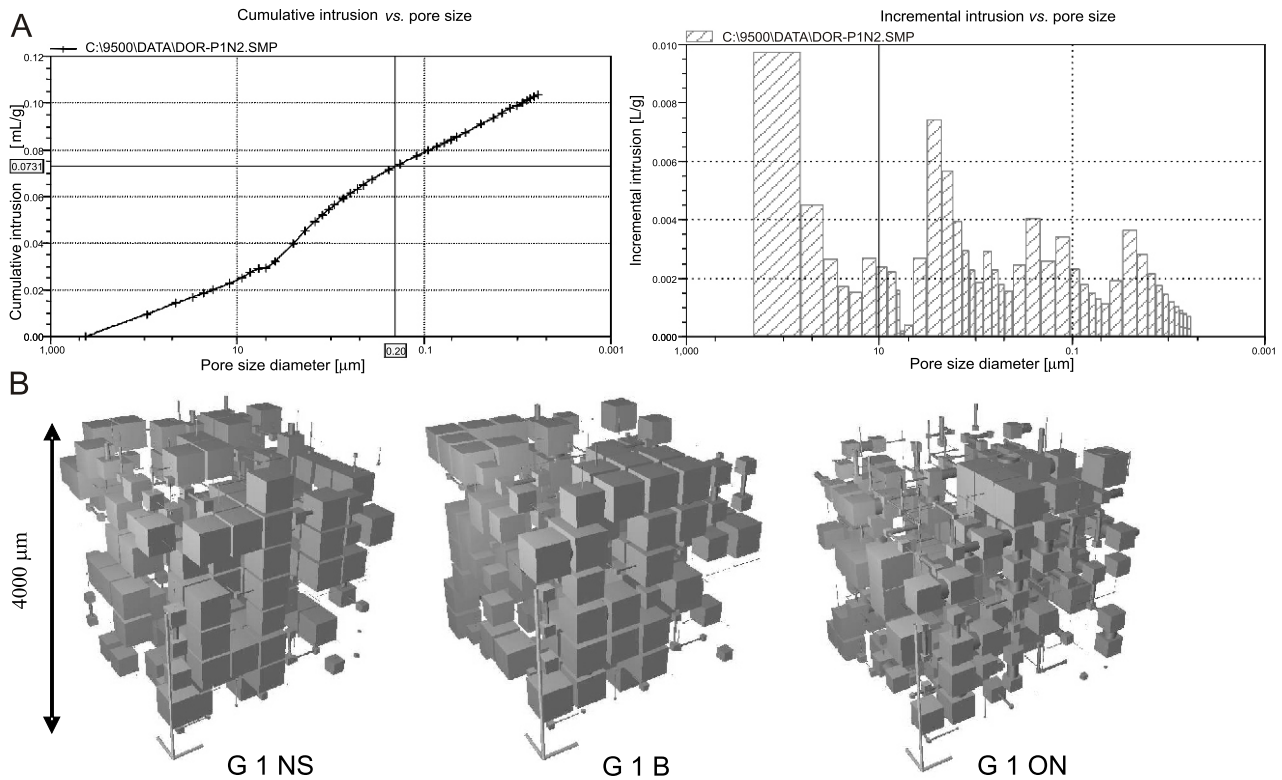 A
Cumulative intrusion vs. pore size
C:\9500\DATA\DOR-P1N2.SMP
Cumulative intrusion [mL/g]
0.12
0.10
0.08
0.0731
0.06
0.04
0.02
0.00
1,000
10
0.20
0.1
0.001
Pore size diameter [µm]
Incremental intrusion vs. pore size
C:\9500\DATA\DOR-P1N2.SMP
Incremental intrusion [L/g]
0.010
0.008
0.006
0.004
0.002
0.000
1,000
10
0.1
0.001
Pore size diameter [µm]
B
4000 µm
G 1 NS
G 1 B
G 1 ON